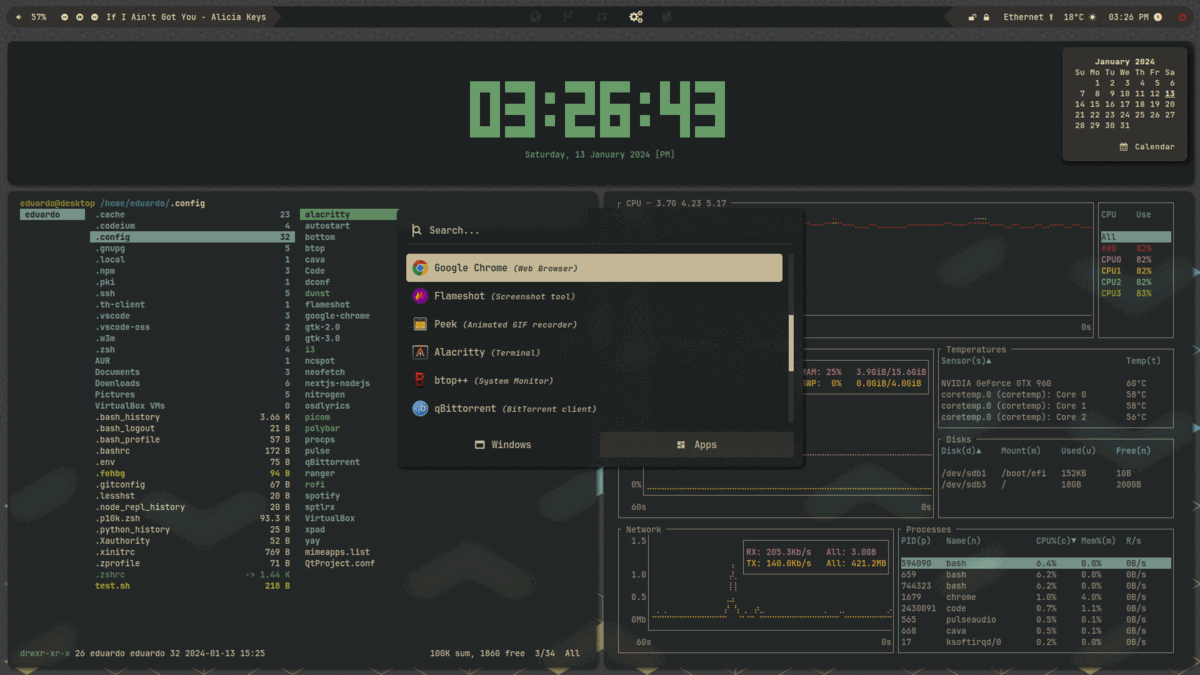 57% If I Ain't Got You - Alicia Keys
Ethernet 18°C 03:26 PM
03:26:43
Saturday, 13 January 2024 [PM]
January 2024
Su Mo Tu We Th Fr Sa
1 2 3 4 5 6
7 8 9 10 11 12 13
14 15 16 17 18 19 20
21 22 23 24 25 26 27
28 29 30 31
Calendar
eduardo@desktop /home/eduardo/.config
eduardo
.cache 23
.codeium 4
.config 32
.gnupg 5
.local 1
.npm 3
.pki 1
.ssh 5
.th-client 1
.vscode 3
.vscode-oss 2
.w3m 0
.zsh 4
AUR 1
Documents 3
Downloads 6
Pictures 5
VirtualBox VMs 0
.bash_history 3.66 K
.bash_logout 21 B
.bash_profile 57 B
.bashrc 172 B
.env 75 B
.fehbg 94 B
.gitconfig 67 B
.lesshst 20 B
.node_repl_history 20 B
.p10k.zsh 93.3 K
.python_history 25 B
.Xauthority 52 B
.xinitrc 769 B
.zprofile 71 B
.zshrc -> 1.44 K
test.sh 218 B
alacritty
autostart
bottom
btop
cava
Code
dconf
dunst
flameshot
google-chrome
gtk-2.0
gtk-3.0
i3
ncspot
neofetch
nextjs-nodejs
nitrogen
osdlyrics
picom
polybar
procps
pulse
qBittorrent
ranger
rofi
spotify
sptlrx
VirtualBox
xpad
yay
mimeapps.list
QtProject.conf
drwxr-xr-x 26 eduardo eduardo 32 2024-01-13 15:25 100K sum, 186G free 3/34 All
Search...
Google Chrome (Web Browser)
Flameshot (Screenshot tool)
Peek (Animated GIF recorder)
Alacritty (Terminal)
btop++ (System Monitor)
qBittorrent (BitTorrent client)
Windows Apps
CPU — 3.70 4.23 5.17
0s
CPU Use
All
AVG 82%
CPU0 82%
CPU1 82%
CPU2 82%
CPU3 83%
RAM: 25% 3.9GiB/15.6GiB
SWP: 0% 0.0GiB/4.0GiB
0%
60s 0s
Temperatures
Sensor(s)▲ Temp(t)
NVIDIA GeForce GTX 960 60°C
coretemp.0 (coretemp): Core 0 58°C
coretemp.0 (coretemp): Core 1 58°C
coretemp.0 (coretemp): Core 2 56°C
Disks
Disk(d)▲ Mount(m) Used(u) Free(n)
/dev/sdb1 /boot/efi 152KB 1GB
/dev/sdb3 / 18GB 200GB
Network
1.5
1.0
0.5
0Mb
60s 0s
RX: 205.3Kb/s All: 3.0GB
TX: 140.0Kb/s All: 421.2MB
Processes
PID(p) Name(n) CPU%(c)▼ Mem%(m) R/s
594090 bash 6.4% 0.0% 0B/s
659 bash 6.2% 0.0% 0B/s
744323 bash 6.2% 0.0% 0B/s
1679 chrome 1.0% 4.0% 0B/s
2430091 code 0.7% 1.1% 0B/s
565 pulseaudio 0.5% 0.1% 0B/s
668 cava 0.5% 0.1% 0B/s
17 ksoftirqd/0 0.2% 0.0% 0B/s